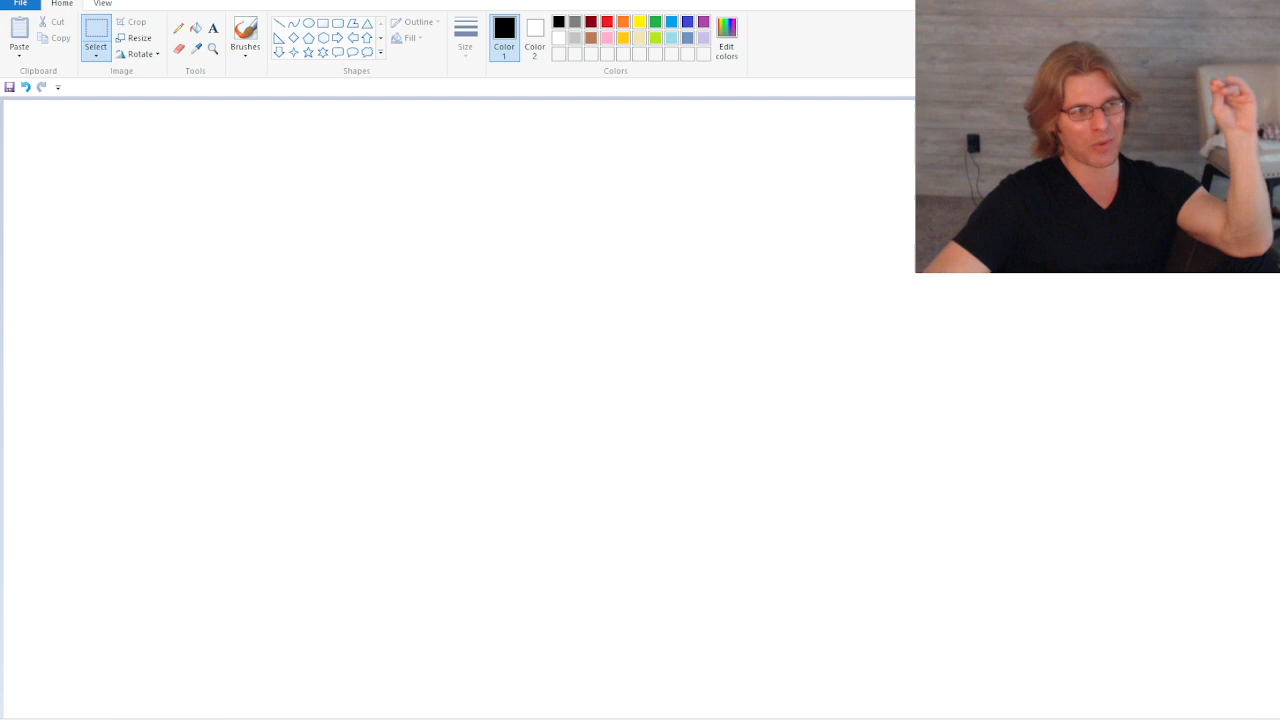 File Home View
Paste Cut Copy Clipboard
Select Crop Resize Rotate Image
A Tools
Brushes
Outline Fill Shapes
Size
Color 1 Color 2 Edit colors Colors